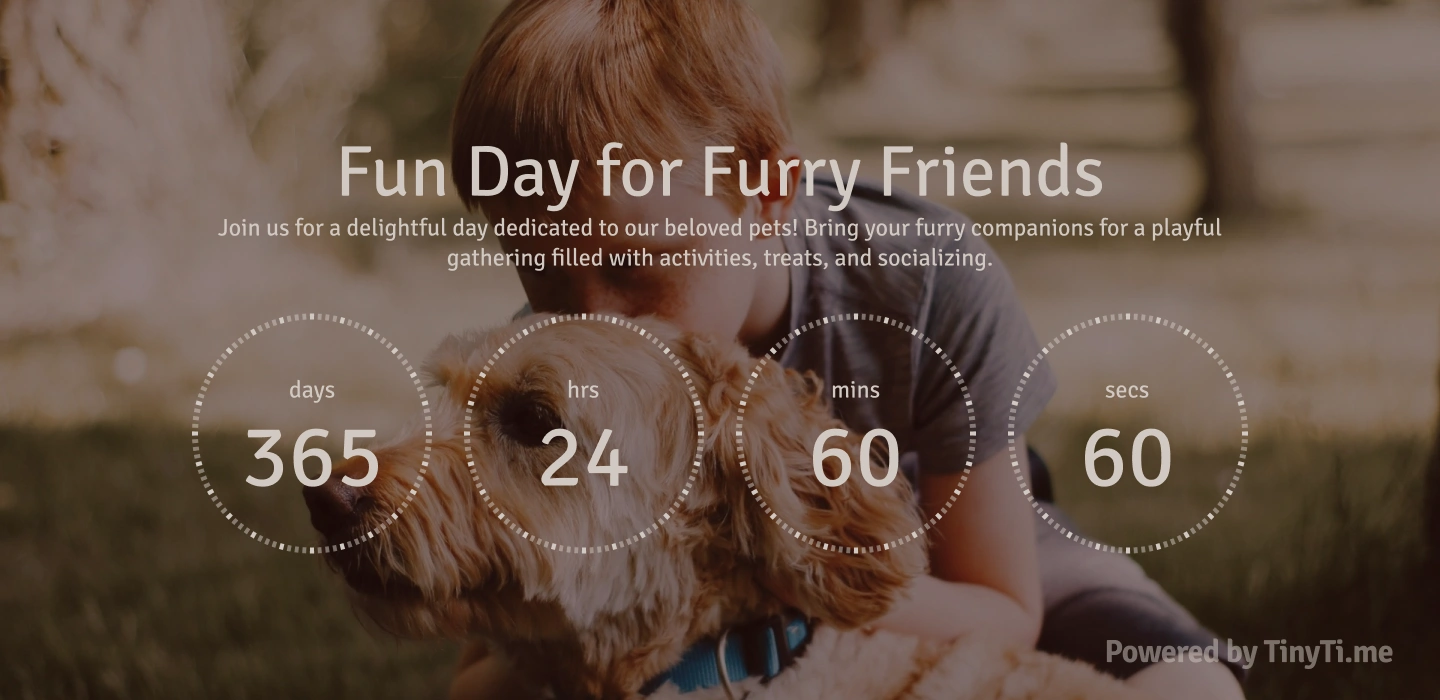 Fun Day for Furry Friends
Join us for a delightful day dedicated to our beloved pets! Bring your furry companions for a playful
gathering filled with activities, treats, and socializing.
days hrs mins secs
365 24 60 60
Powered by TinyTi.me